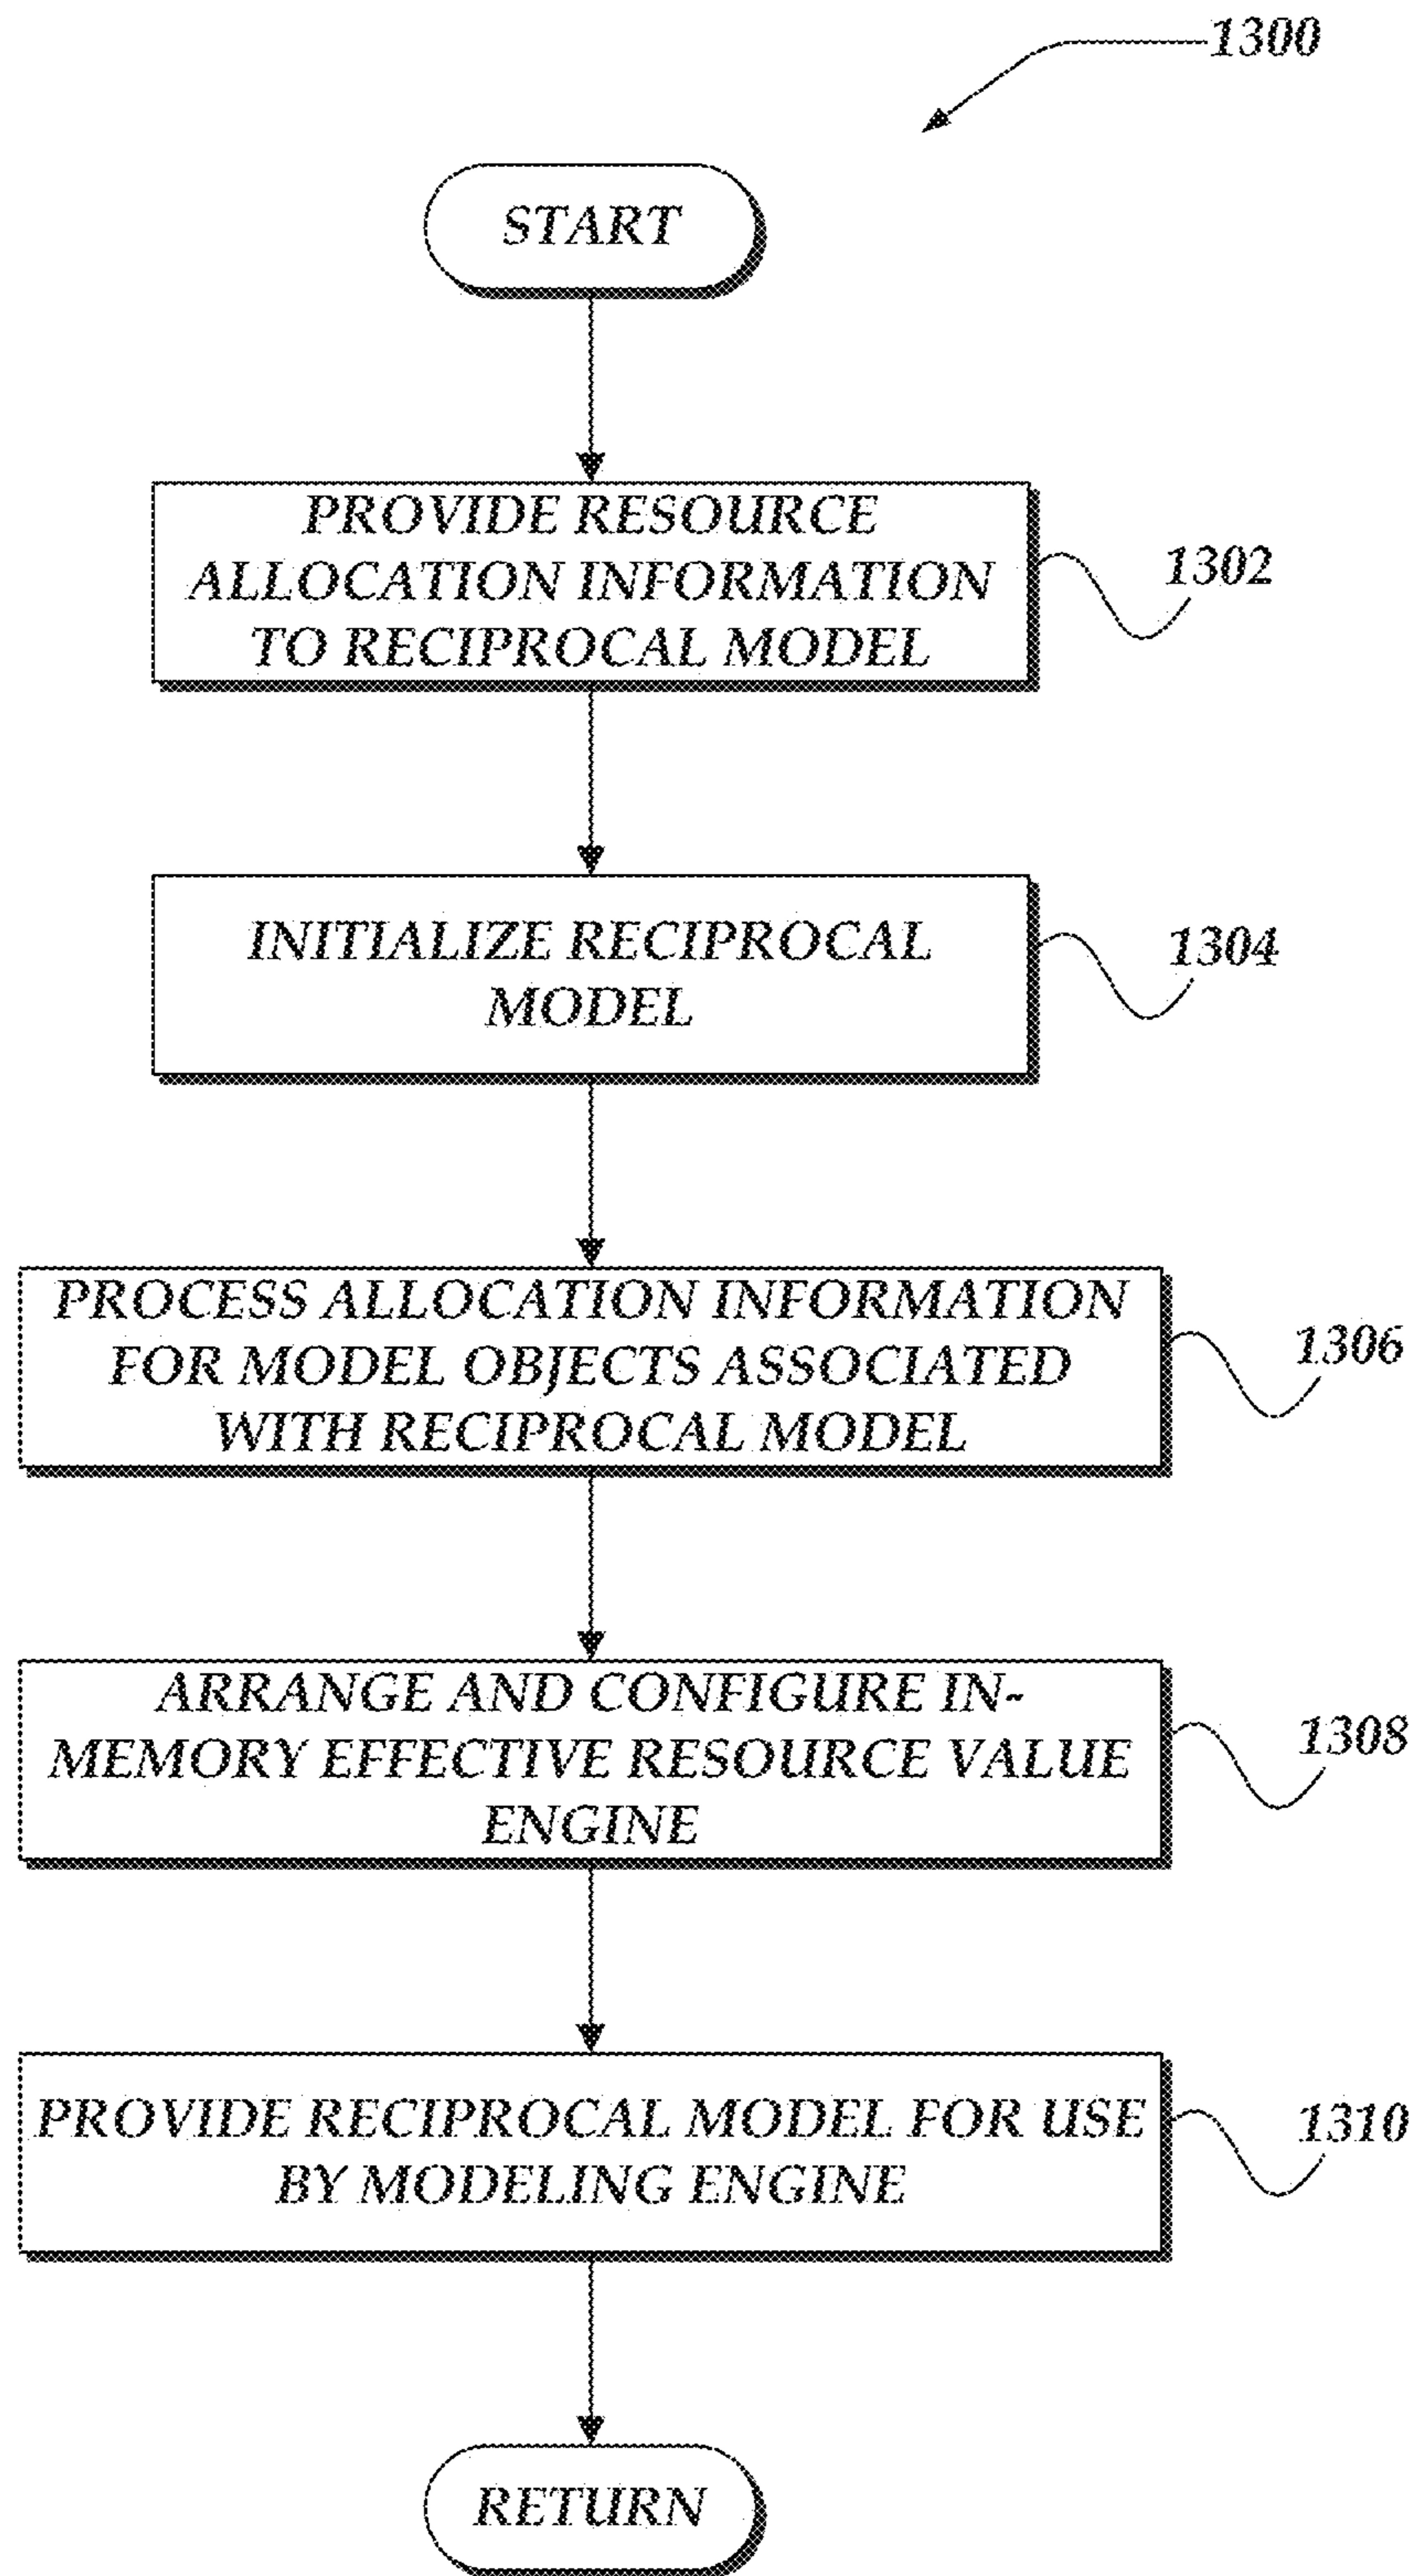 1300
START
PROVIDE RESOURCE
ALLOCATION INFORMATION
TO RECIPROCAL MODEL
1302
INITIALIZE RECIPROCAL
MODEL
1304
PROCESS ALLOCATION INFORMATION
FOR MODEL OBJECTS ASSOCIATED
WITH RECIPROCAL MODEL
1306
ARRANGE AND CONFIGURE IN-
MEMORY EFFECTIVE RESOURCE VALUE
ENGINE
1308
PROVIDE RECIPROCAL MODEL FOR USE
BY MODELING ENGINE
1310
RETURN